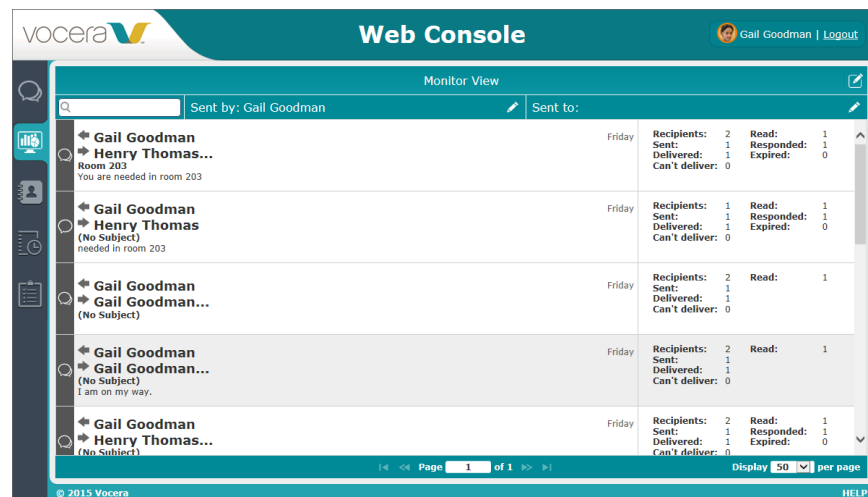 vocera
Web Console
Gail Goodman | Logout
Monitor View
Sent by: Gail Goodman
Sent to:
Gail Goodman
Henry Thomas...
Room 203
You are needed in room 203
Friday
Recipients: 2 Read: 1
Sent: 1 Responded: 1
Delivered: 1 Expired: 0
Can't deliver: 0
Gail Goodman
Henry Thomas
(No Subject)
needed in room 203
Friday
Recipients: 1 Read: 1
Sent: 1 Responded: 1
Delivered: 1 Expired: 0
Can't deliver: 0
Gail Goodman
Gail Goodman...
(No Subject)
Friday
Recipients: 2 Read: 1
Sent: 1
Delivered: 1
Can't deliver: 0
Gail Goodman
Gail Goodman...
(No Subject)
I am on my way.
Friday
Recipients: 2 Read: 1
Sent: 1
Delivered: 1
Can't deliver: 0
Gail Goodman
Henry Thomas...
(No Subject)
Friday
Recipients: 2 Read: 1
Sent: 1 Responded: 1
Delivered: 1 Expired: 0
Can't deliver: 0
Page 1 of 1
Display 50 per page
© 2015 Vocera
HELP